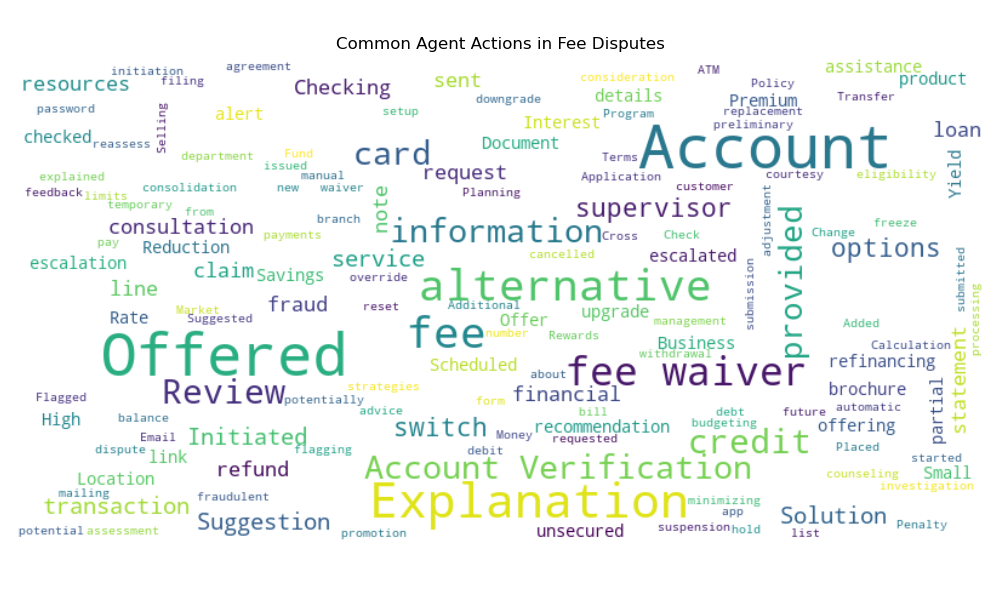 Common Agent Actions in Fee Disputes
initiation
agreement
ATM
assistance
resources
filing
Checking
sent
consideration
Policy
product
details
downgrade
Premium
Transfer
password
Selling
alert
setup
Program
replacement
Interest
preliminary
loan
checked
reassess
Document
Account
department
Fund
card
Terms
Yield
issued
request
explained
manual
Application
courtesy
eligibility
feedback
limits
consolidation
new
waiver
note
Planning
customer
adjustment
temporary
from
supervisor
provided
consultation
branch
information
freeze
pay
payments
Cross
Check
Change
options
Reduction
escalation
service
cancelled
escalated
submission
submitted
claim
Savings
override
alternative
line
processing
fraud
reset
Additional
Market
Rate
Suggested
Offer
upgrade
management
Added
fee
number
Rewards
Business
Calculation
statement
Offered
withdrawal
refinancing
Scheduled
about
fee waiver
Review
strategies
financial
brochure
partial
Flagged
potentially
form
automatic
High
balance
advice
bill
debt
future
switch
recommendation
budgeting
offering
Email
Initiated
Money
requested
credit
Placed
dispute
flagging
debit
started
link
refund
Account Verification
counseling
Small
Location
investigation
mailing
fraudulent
Explanation
minimizing
transaction
app
Suggestion
Solution
potential
assessment
promotion
unsecured
suspension
hold
list
Penalty